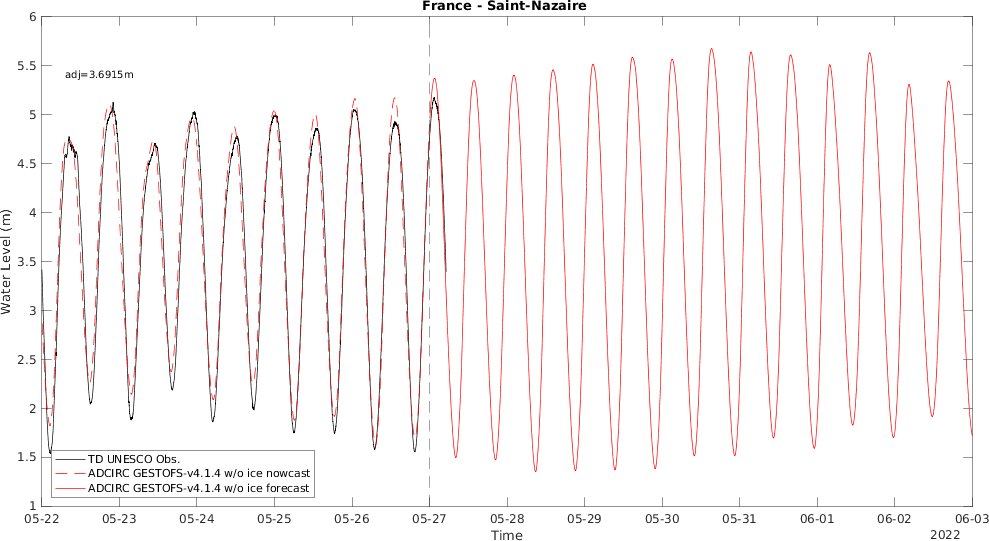 France - Saint-Nazaire
6
5.5
5
4.5
4
3.5
3
2.5
2
1.5
1
Water Level (m)
adj=3.6915m
TD UNESCO Obs.
ADCIRC GESTOFS-v4.1.4 w/o ice nowcast
ADCIRC GESTOFS-v4.1.4 w/o ice forecast
05-22 05-23 05-24 05-25 05-26 05-27 05-28 05-29 05-30 05-31 06-01 06-02 06-03
Time
2022